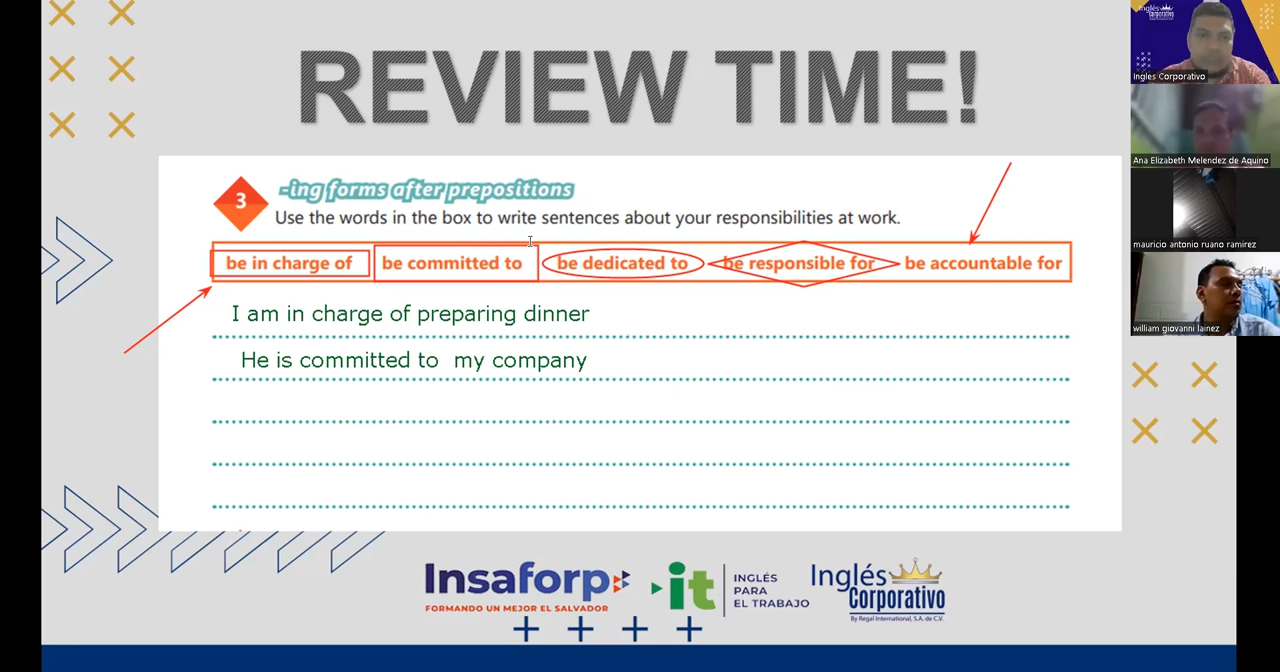 REVIEW TIME!
3
-ing forms after prepositions
Use the words in the box to write sentences about your responsibilities at work.
be in charge of be committed to be dedicated to be responsible for be accountable for
I am in charge of preparing dinner
He is committed to my company
Insaforp
FORMANDO UN MEJOR EL SALVADOR
it
INGLÉS
PARA
EL TRABAJO
Inglés
Corporativo
By Regal International, S.A. de C.V.
Inglés
Corporativo
Ingles Corporativo
Ana Elizabeth Melendez de Aquino
mauricio antonio ruano ramirez
william giovanni lainez